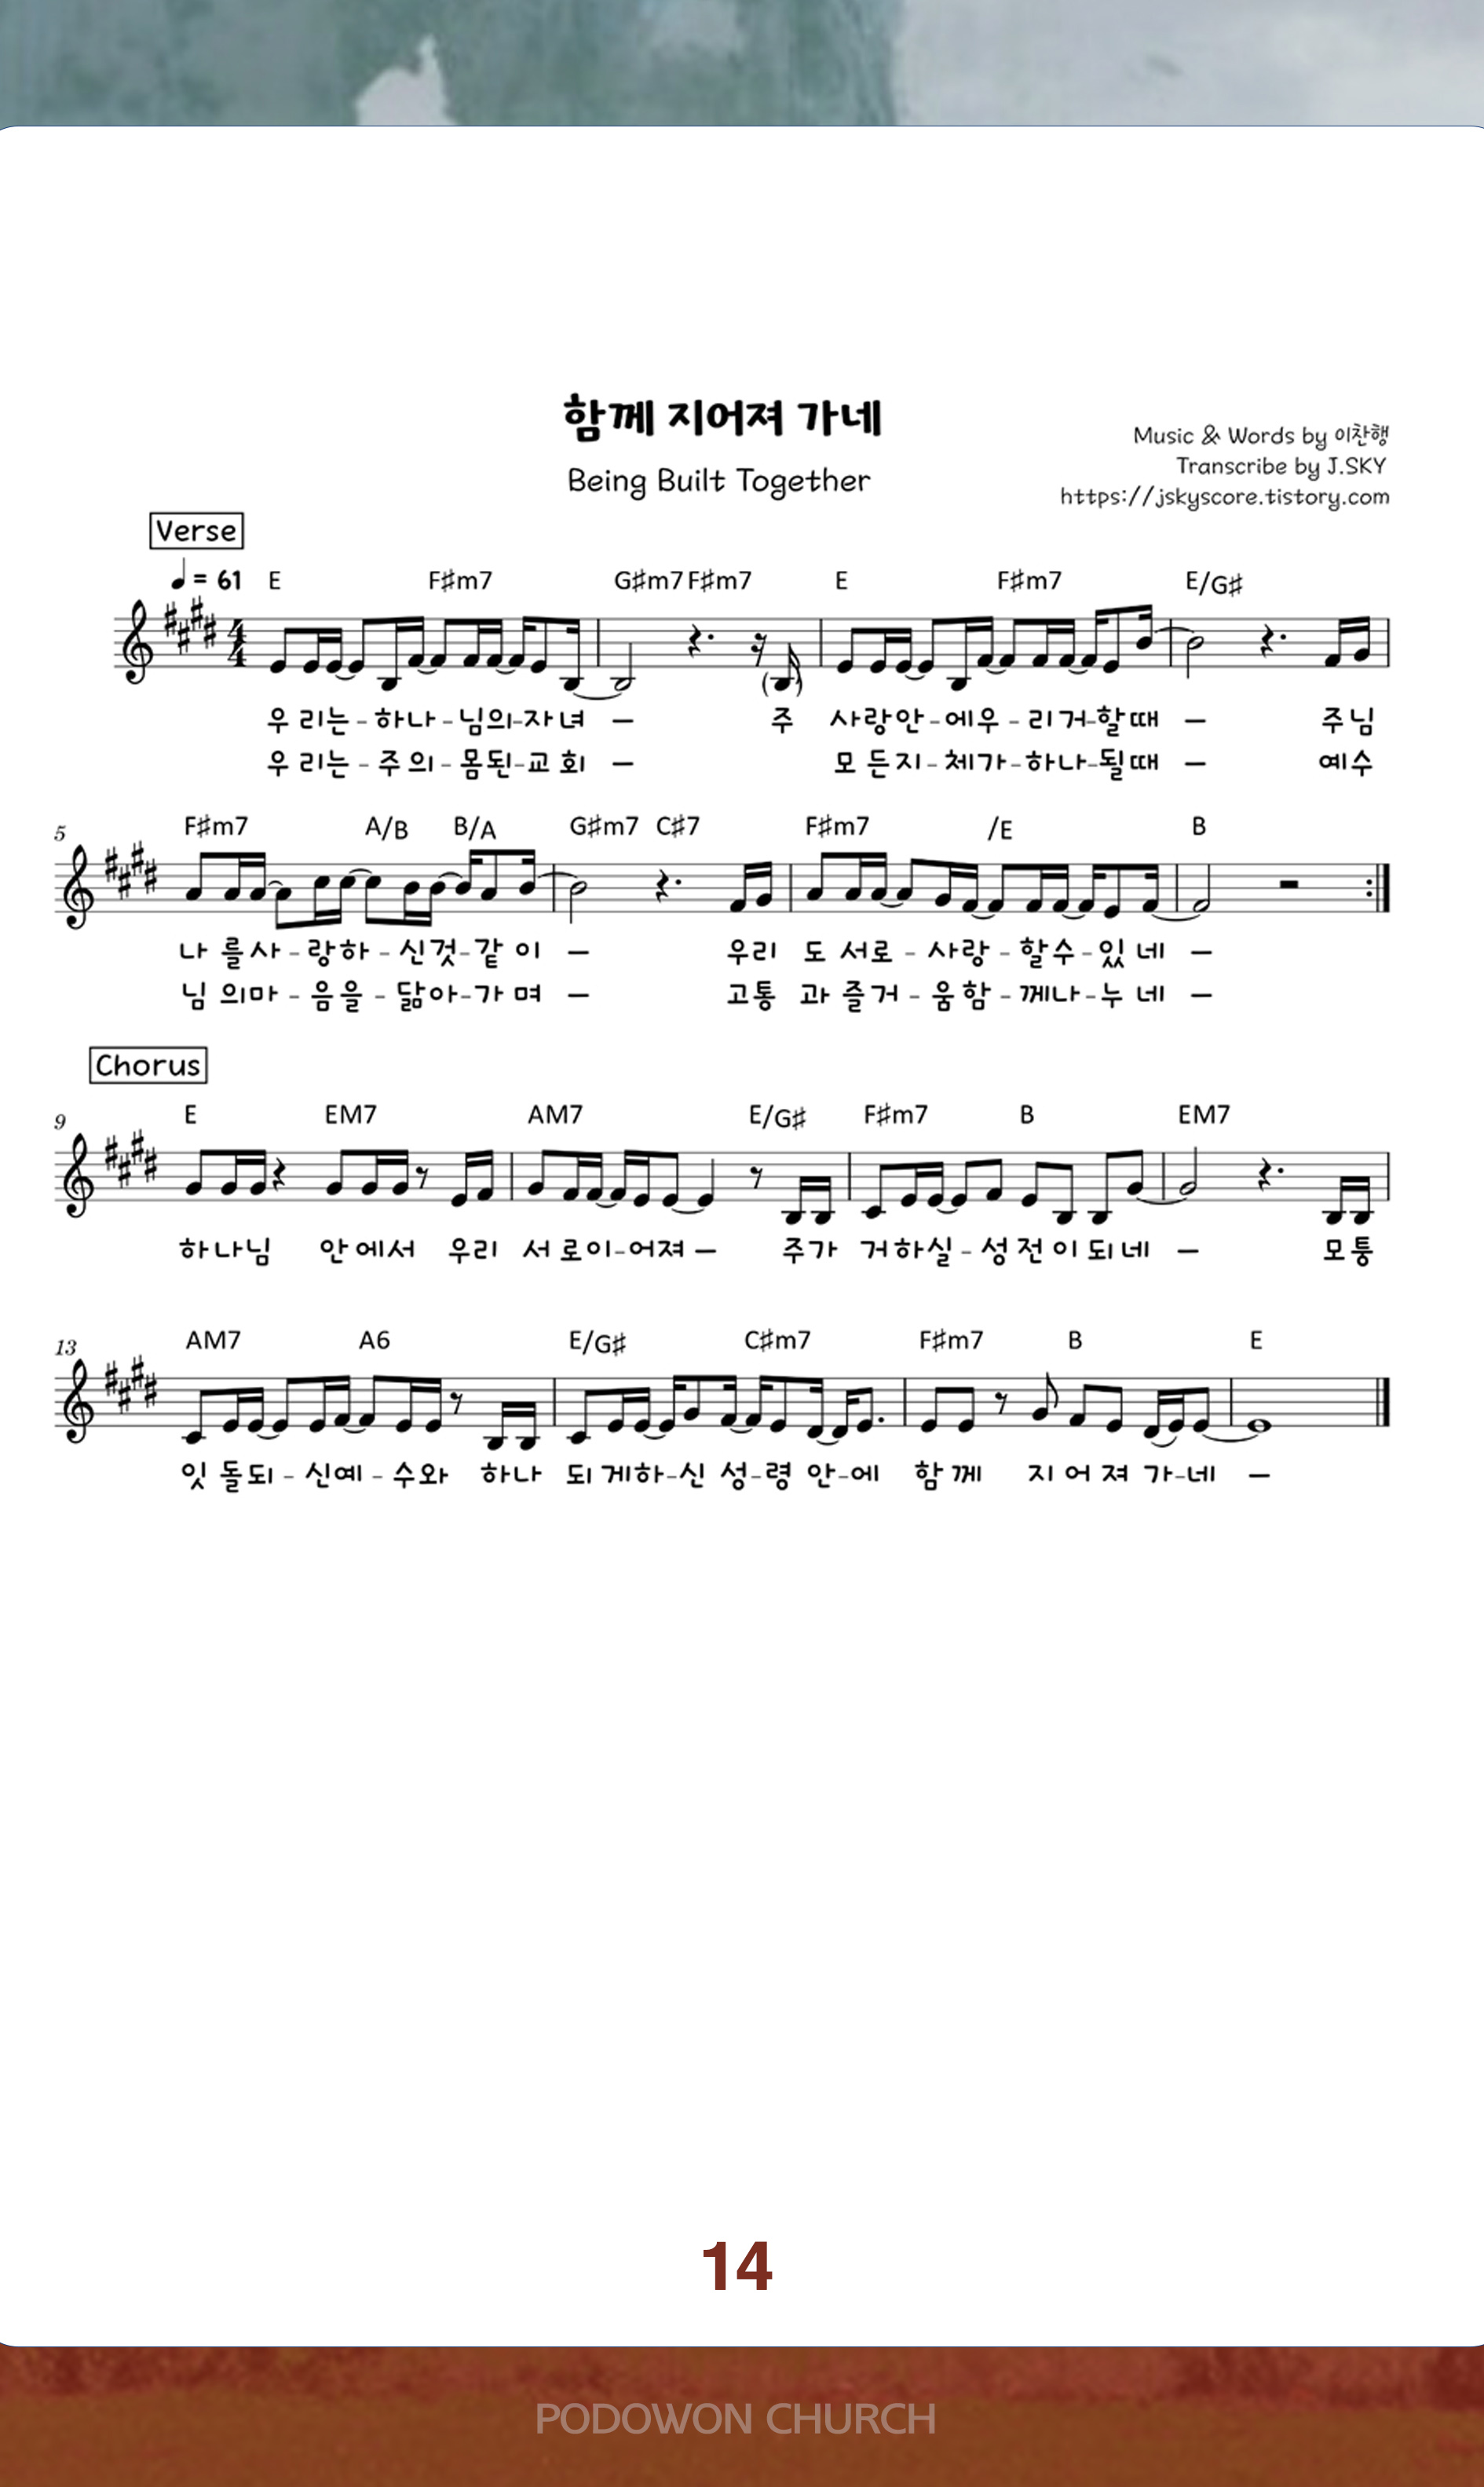 함께 지어져 가네
Being Built Together
Music & Words by 이찬행
Transcribe by J.SKY
https://jskyscore.tistory.com
Verse
= 61 E F♯m7 G♯m7 F♯m7 E F♯m7 E/G♯
4
4
우 리는 - 하나 - 님의-자녀 – 주 사랑안 - 에우 - 리거-할때 – 주님
우 리는 - 주의 - 몸된-교회 – 모든지 - 체가-하나-될때 – 예수
5 F♯m7 A/B B/A G♯m7 C♯7 F♯m7 /E B
나 를사 - 랑하 - 신것-같 이 – 우리 도 서로 - 사랑 - 할수-있 네 –
님 의마 - 음을 - 닮아-가 며 – 고통 과 즐거 - 움함 - 께나-누 네 –
Chorus
9 E EM7 AM7 E/G♯ F♯m7 B EM7
하나님 안에서 우리 서로이-어져 – 주가 거하실 - 성전이되네 – 모퉁
13 AM7 A6 E/G♯ C♯m7 F♯m7 B E
잇 돌되 - 신예 - 수와 하나 되게하-신 성-령 안-에 함께 지어져 가-네 –
14
PODOWON CHURCH